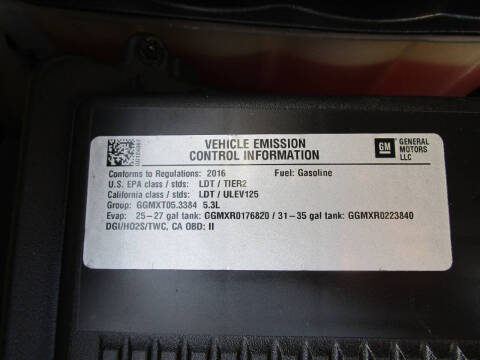 VEHICLE EMISSION
CONTROL INFORMATION
GM
GENERAL
MOTORS
LLC
Conforms to Regulations: 2016 Fuel: Gasoline
U.S. EPA class / stds: LDT / TIER2
California class / stds: LDT / ULEV125
Group: GGMXT05.3384 5.3L
Evap: 25-27 gal tank: GGMXR0176820 / 31-35 gal tank: GGMXR0223840
DGI/HO2S/TWC, CA OBD: II